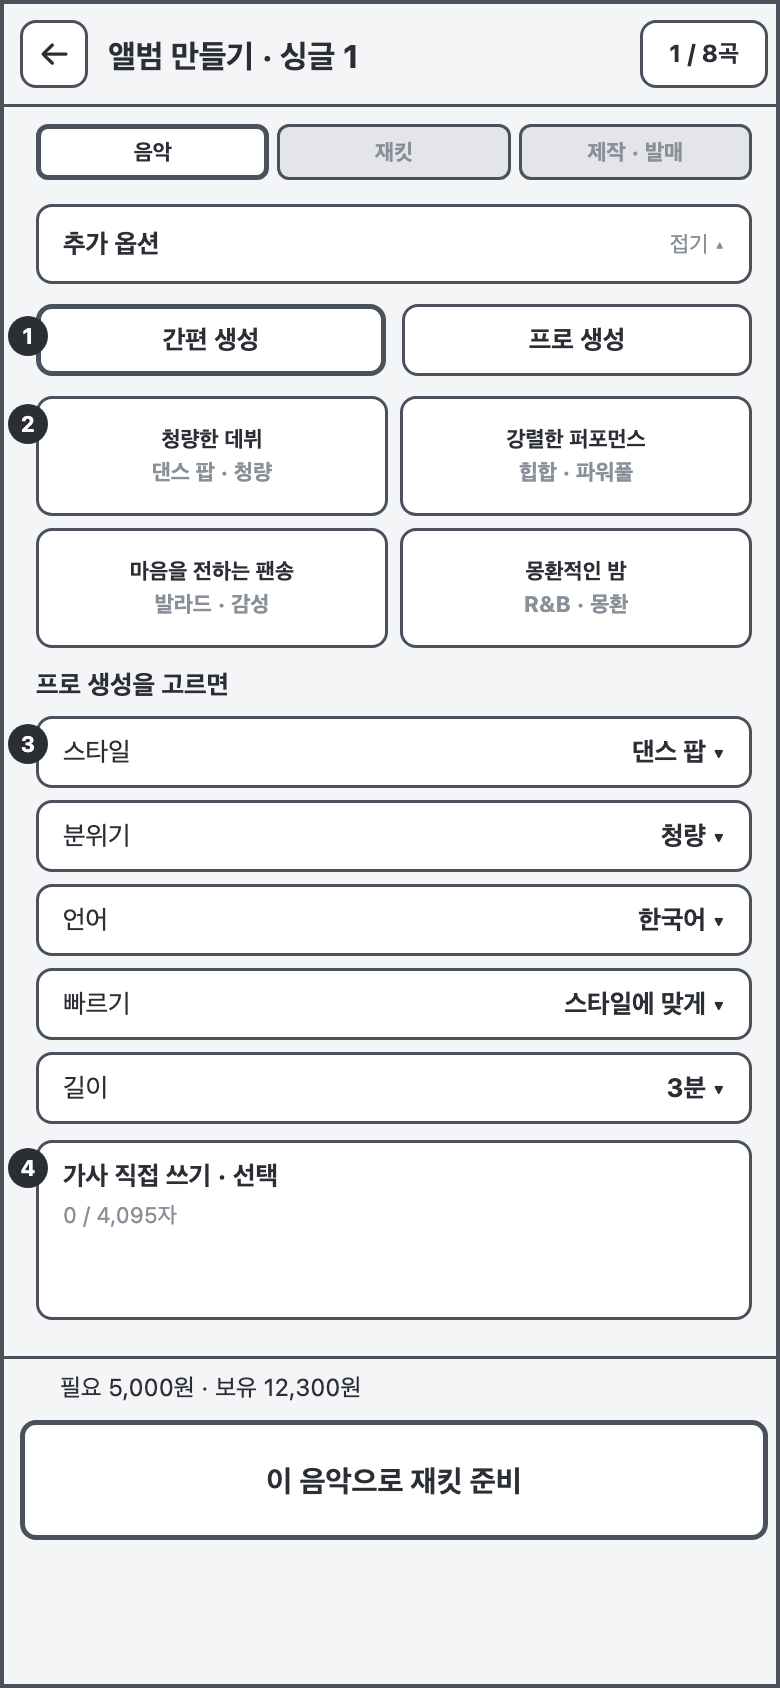 ←
앨범 만들기 · 싱글 1
1 / 8곡
음악
재킷
제작 · 발매
추가 옵션
접기 ▴
1
간편 생성
프로 생성
2
청량한 데뷔
댄스 팝 · 청량
강렬한 퍼포먼스
힙합 · 파워풀
마음을 전하는 팬송
발라드 · 감성
몽환적인 밤
R&B · 몽환
프로 생성을 고르면
3
스타일
댄스 팝 ▾
분위기
청량 ▾
언어
한국어 ▾
빠르기
스타일에 맞게 ▾
길이
3분 ▾
4
가사 직접 쓰기 · 선택
0 / 4,095자
필요 5,000원 · 보유 12,300원
이 음악으로 재킷 준비